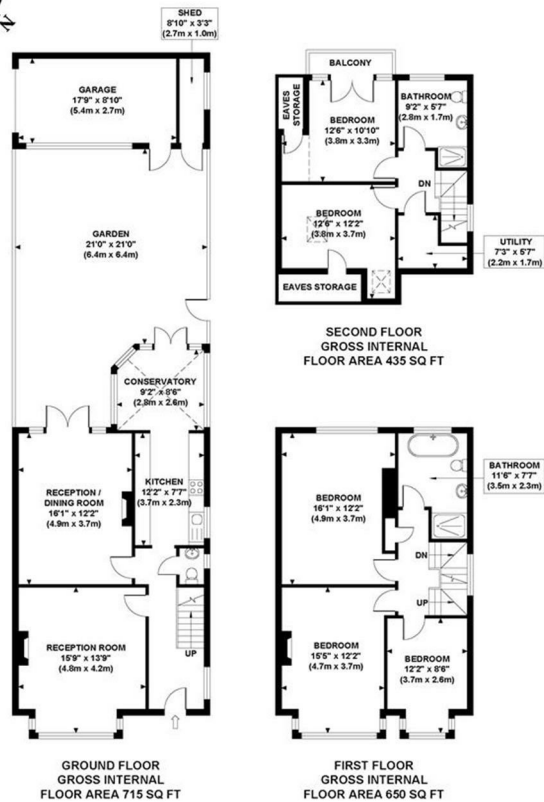 N
SHED
8'10" x 3'3"
(2.7m x 1.0m)
GARAGE
17'9" x 8'10"
(5.4m x 2.7m)
GARDEN
21'0" x 21'0"
(6.4m x 6.4m)
CONSERVATORY
9'2" x 8'6"
(2.8m x 2.6m)
RECEPTION /
DINING ROOM
16'1" x 12'2"
(4.9m x 3.7m)
KITCHEN
12'2" x 7'7"
(3.7m x 2.3m)
RECEPTION ROOM
15'9" x 13'9"
(4.8m x 4.2m)
UP
GROUND FLOOR
GROSS INTERNAL
FLOOR AREA 715 SQ FT
BALCONY
EAVES
STORAGE
BEDROOM
12'6" x 10'10"
(3.8m x 3.3m)
BATHROOM
9'2" x 5'7"
(2.8m x 1.7m)
DN
BEDROOM
12'6" x 12'2"
(3.8m x 3.7m)
UTILITY
7'3" x 5'7"
(2.2m x 1.7m)
EAVES STORAGE
SECOND FLOOR
GROSS INTERNAL
FLOOR AREA 435 SQ FT
BEDROOM
16'1" x 12'2"
(4.9m x 3.7m)
BATHROOM
11'6" x 7'7"
(3.5m x 2.3m)
DN
UP
BEDROOM
15'5" x 12'2"
(4.7m x 3.7m)
BEDROOM
12'2" x 8'6"
(3.7m x 2.6m)
FIRST FLOOR
GROSS INTERNAL
FLOOR AREA 650 SQ FT